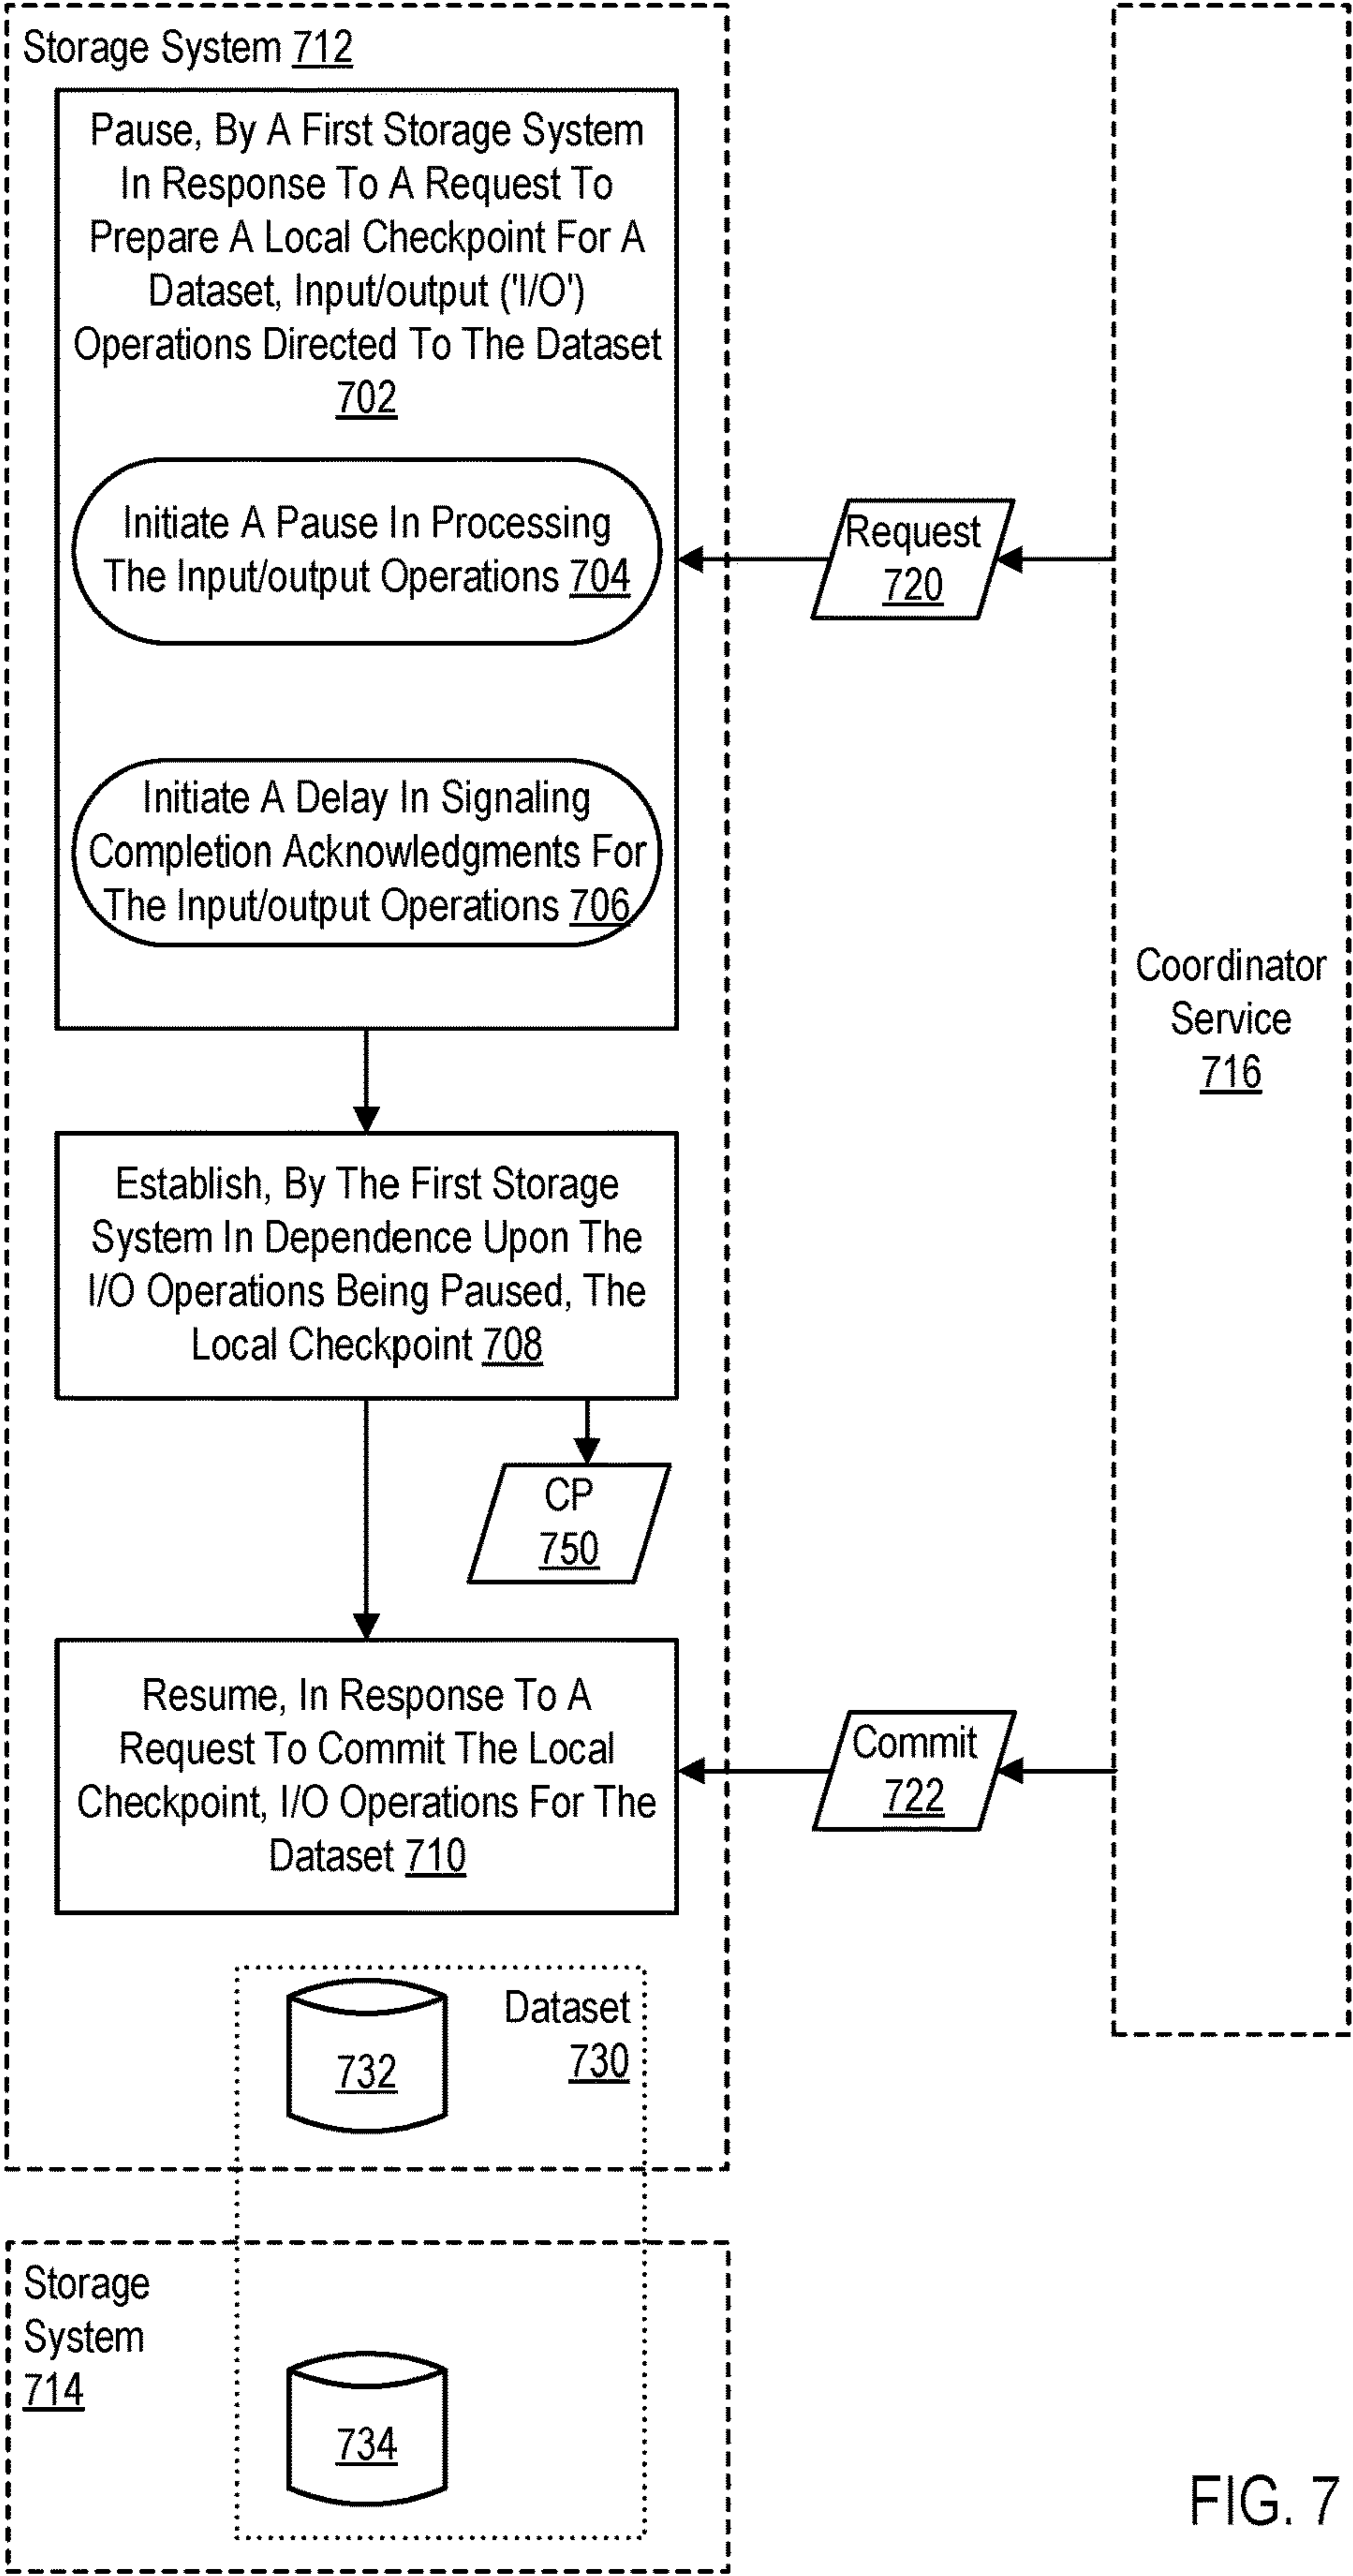 Storage System 712
Pause, By A First Storage System
In Response To A Request To
Prepare A Local Checkpoint For A
Dataset, Input/output ('I/O')
Operations Directed To The Dataset
702
Initiate A Pause In Processing
The Input/output Operations 704
Request
720
Initiate A Delay In Signaling
Completion Acknowledgments For
The Input/output Operations 706
Coordinator
Service
716
Establish, By The First Storage
System In Dependence Upon The
I/O Operations Being Paused, The
Local Checkpoint 708
CP
750
Resume, In Response To A
Request To Commit The Local
Checkpoint, I/O Operations For The
Dataset 710
Commit
722
Dataset
730
732
Storage
System
714
734
FIG. 7